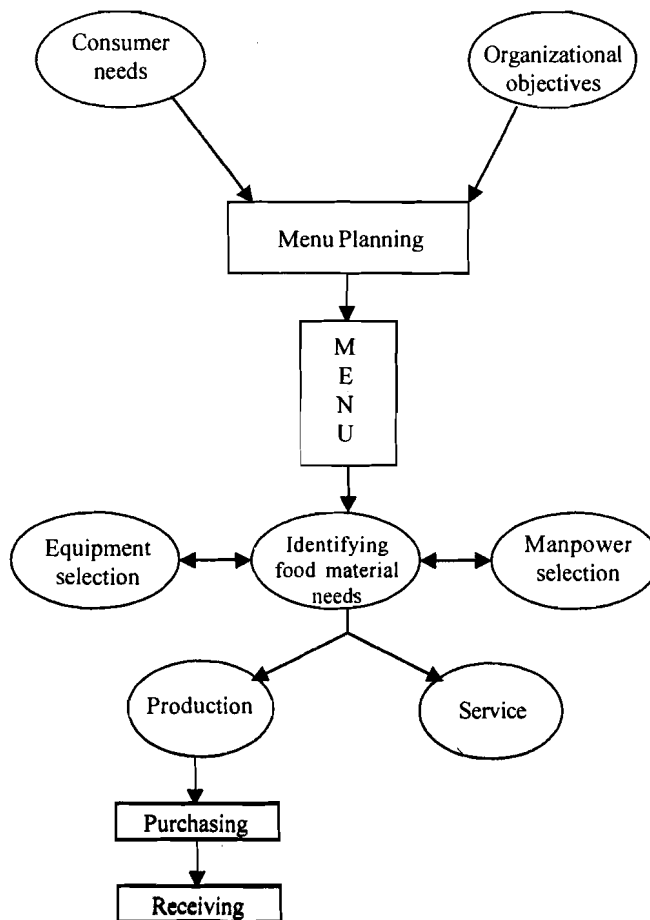 Consumer
needs
Organizational
objectives
Menu Planning
M
E
N
U
Equipment
selection
Identifying
food material
needs
Manpower
selection
Production
Service
Purchasing
Receiving